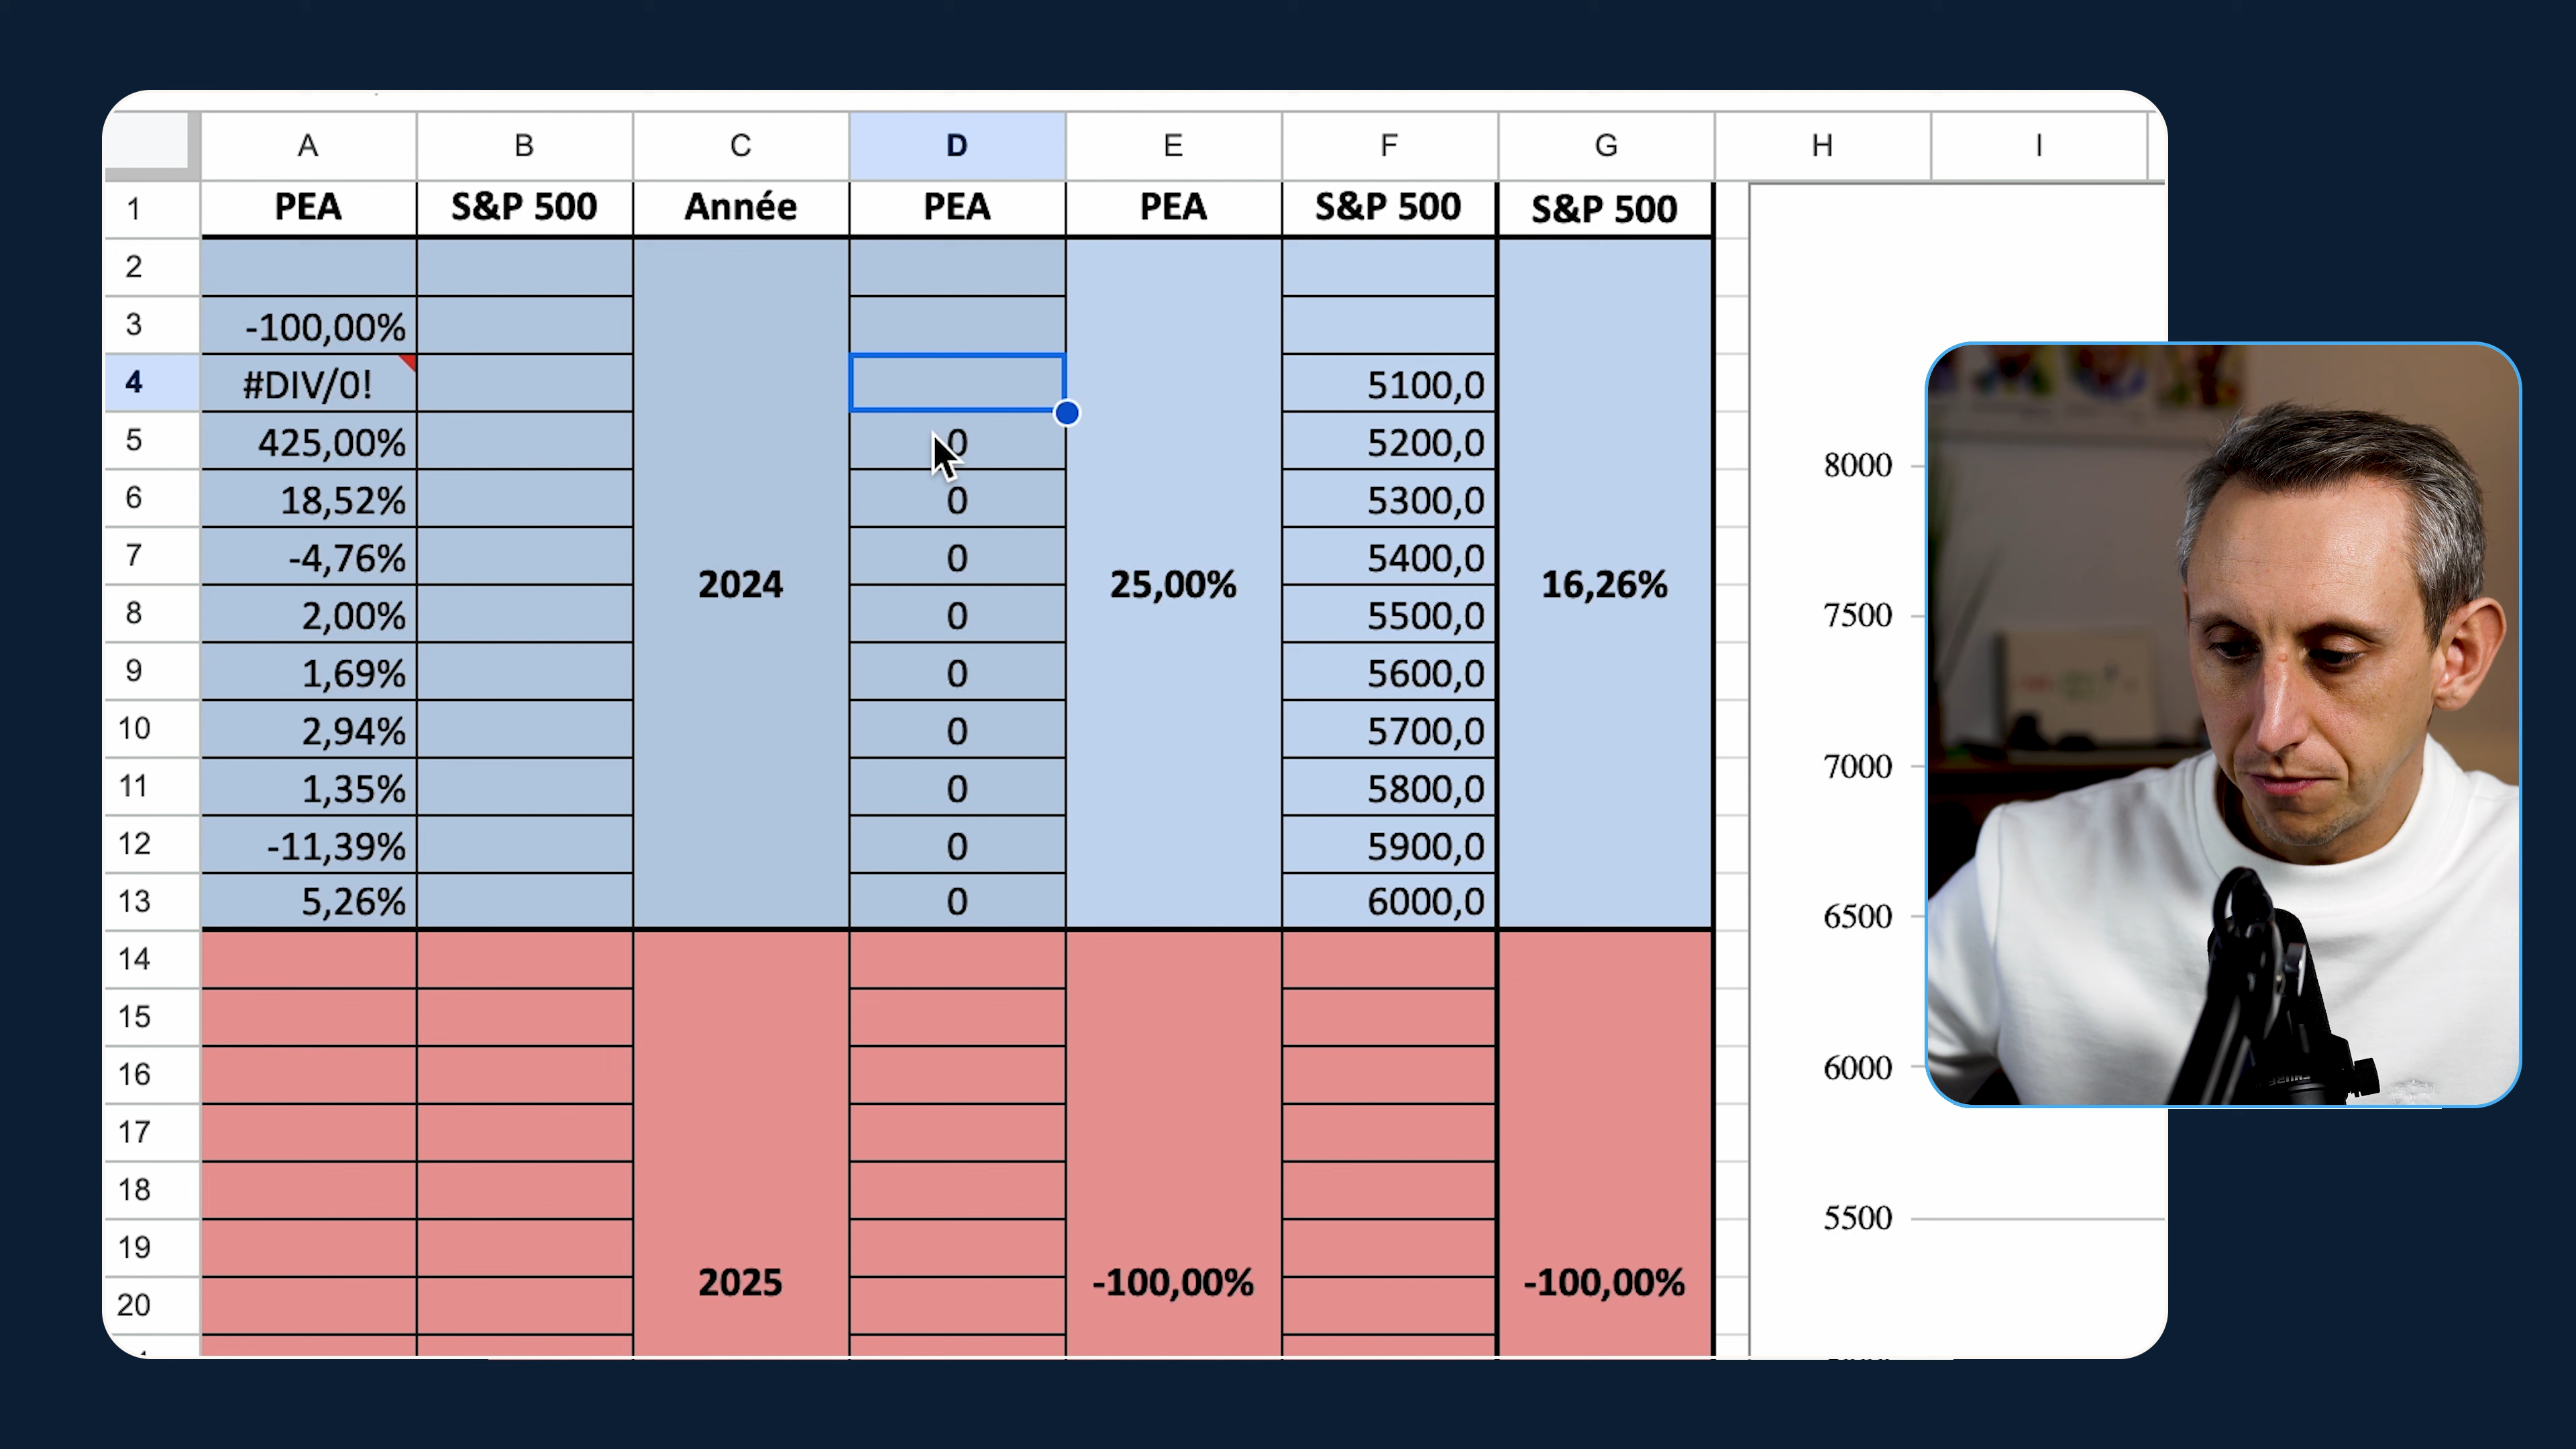 A B C D E F G H I
1 PEA S&P 500 Année PEA PEA S&P 500 S&P 500
2
3 -100,00%
4 #DIV/0! 5100,0
5 425,00% 0 5200,0
6 18,52% 0 5300,0
7 -4,76% 0 5400,0
2024 25,00% 16,26%
8 2,00% 0 5500,0
9 1,69% 0 5600,0
10 2,94% 0 5700,0
11 1,35% 0 5800,0
12 -11,39% 0 5900,0
13 5,26% 0 6000,0
14
15
16
17
18
19
2025 -100,00% -100,00%
20
8000
7500
7000
6500
6000
5500